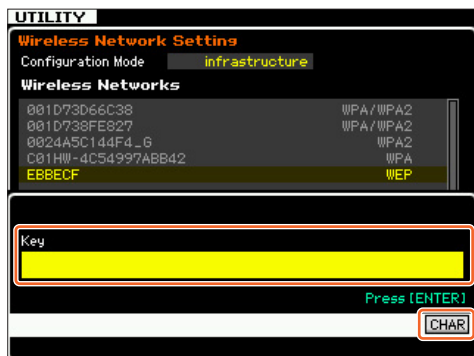 UTILITY
Wireless Network Setting
Configuration Mode infrastructure
Wireless Networks
001D73D66C38 WPA/WPA2
001D738FE827 WPA/WPA2
0024A5C144F4_G WPA2
C01HW-4C54997ABB42 WPA
EBBECF WEP
Key
Press [ENTER]
CHAR